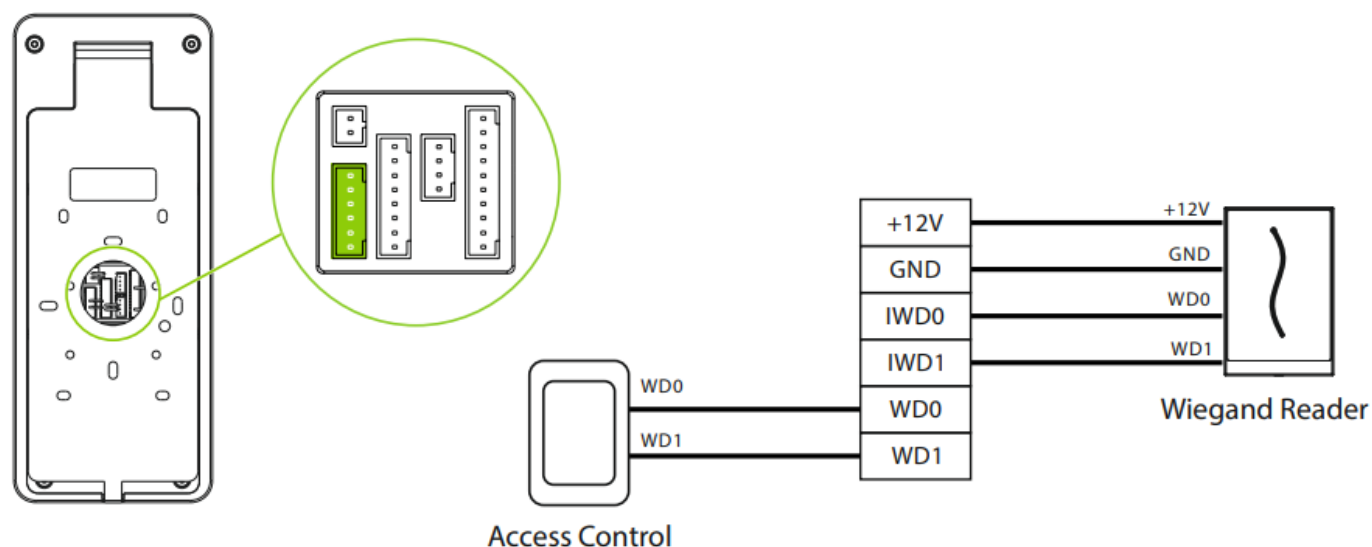 +12V
GND
IWD0
IWD1
WD0
WD1
+12V
GND
WD0
WD1
Wiegand Reader
WD0
WD1
Access Control